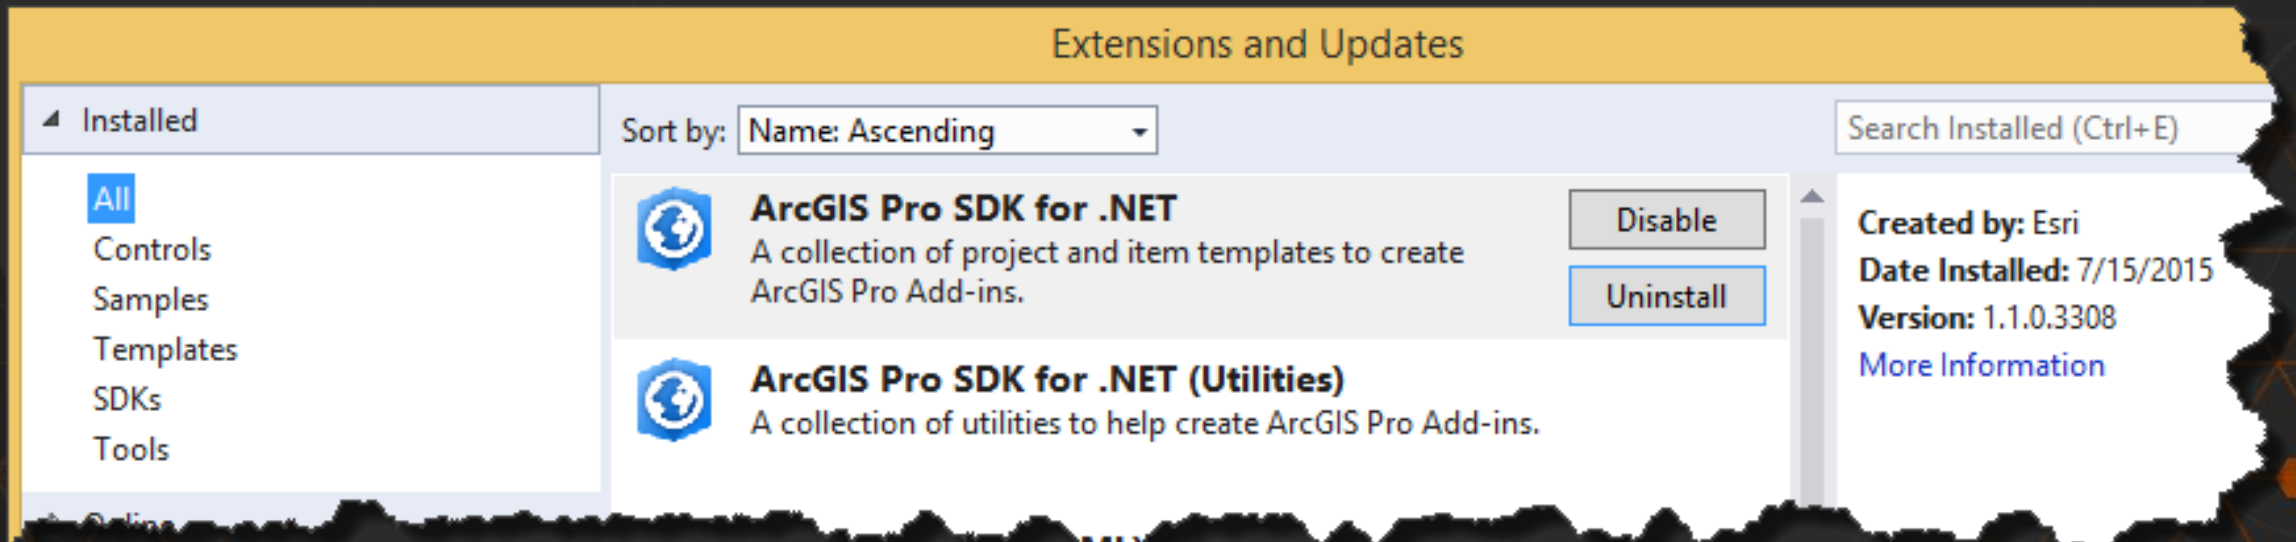 Extensions and Updates
Installed
All
Controls
Samples
Templates
SDKs
Tools
Sort by: Name: Ascending
ArcGIS Pro SDK for .NET
A collection of project and item templates to create
ArcGIS Pro Add-ins.
Disable
Uninstall
ArcGIS Pro SDK for .NET (Utilities)
A collection of utilities to help create ArcGIS Pro Add-ins.
Search Installed (Ctrl+E)
Created by: Esri
Date Installed: 7/15/2015
Version: 1.1.0.3308
More Information